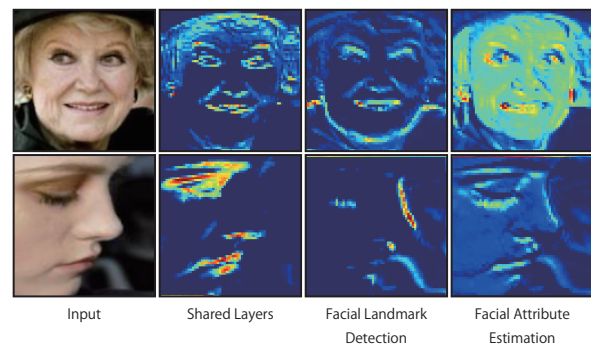 Input
Shared Layers
Facial Landmark
Detection
Facial Attribute
Estimation